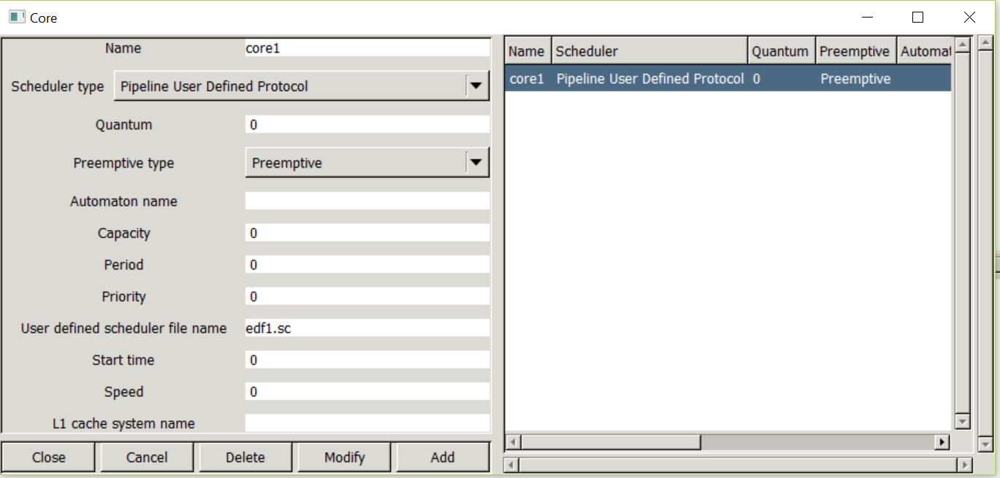 Core
Name core1
Scheduler type Pipeline User Defined Protocol
Quantum 0
Preemptive type Preemptive
Automaton name
Capacity 0
Period 0
Priority 0
User defined scheduler file name edf1.sc
Start time 0
Speed 0
L1 cache system name
Close Cancel Delete Modify Add
Name Scheduler Quantum Preemptive Automat
core1 Pipeline User Defined Protocol 0 Preemptive